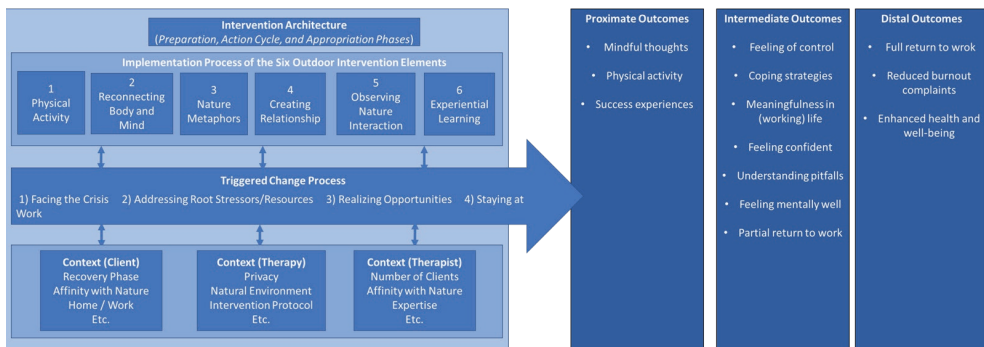 Intervention Architecture
(Preparation, Action Cycle, and Appropriation Phases)
Implementation Process of the Six Outdoor Intervention Elements
1
Physical
Activity
2
Reconnecting
Body and
Mind
3
Nature
Metaphors
4
Creating
Relationship
5
Observing
Nature
Interaction
6
Experiential
Learning
Triggered Change Process
1) Facing the Crisis 2) Addressing Root Stressors/Resources 3) Realizing Opportunities 4) Staying at
Work
Context (Client)
Recovery Phase
Affinity with Nature
Home / Work
Etc.
Context (Therapy)
Privacy
Natural Environment
Intervention Protocol
Etc.
Context (Therapist)
Number of Clients
Affinity with Nature
Expertise
Etc.
Proximate Outcomes
• Mindful thoughts
• Physical activity
• Success experiences
Intermediate Outcomes
• Feeling of control
• Coping strategies
• Meaningfulness in
(working) life
• Feeling confident
• Understanding pitfalls
• Feeling mentally well
• Partial return to work
Distal Outcomes
• Full return to wrok
• Reduced burnout
complaints
• Enhanced health and
well-being